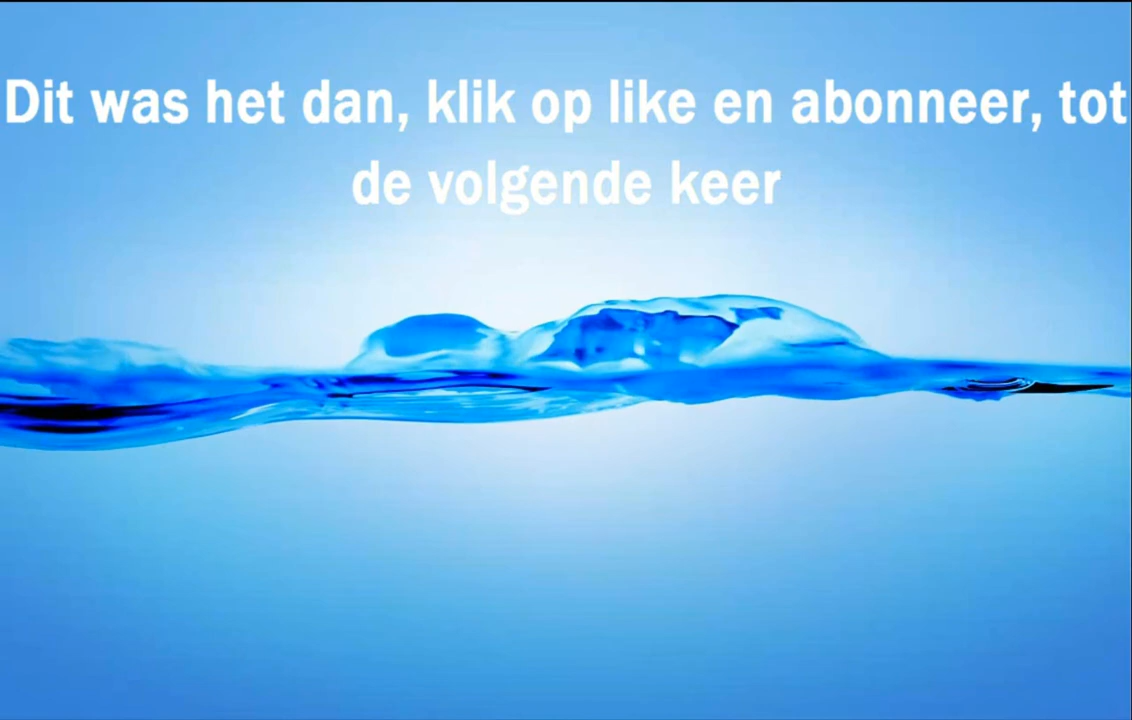 Dit was het dan, klik op like en abonneer, tot
de volgende keer